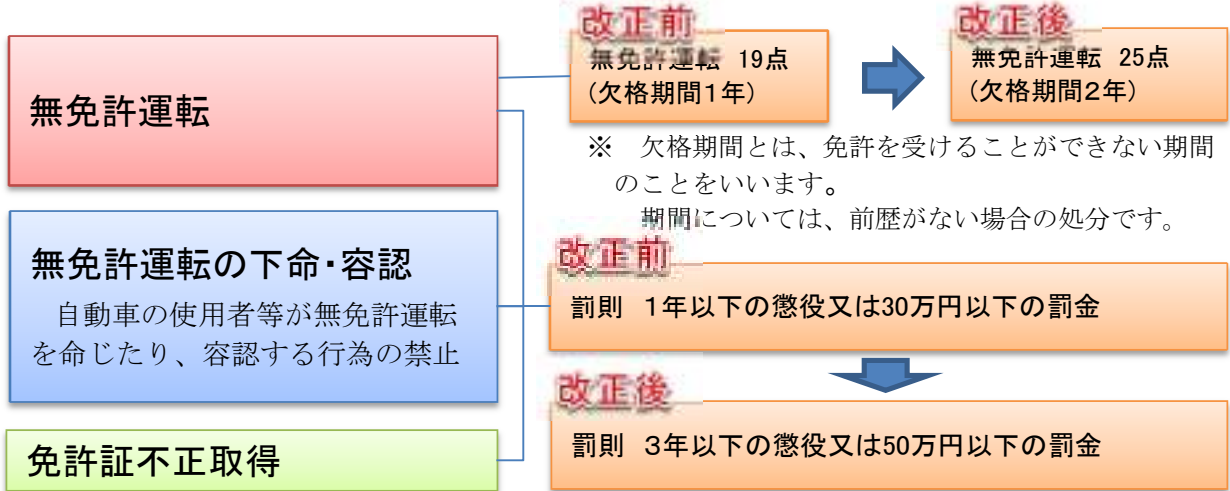 無免許運転
改正前
無免許運転 19点
(欠格期間1年)
改正後
無免許運転 25点
(欠格期間2年)
※ 欠格期間とは、免許を受けることができない期間
のことをいいます。
期間については、前歴がない場合の処分です。
無免許運転の下命・容認
自動車の使用者等が無免許運転
を命じたり、容認する行為の禁止
改正前
罰則 1年以下の懲役又は30万円以下の罰金
改正後
罰則 3年以下の懲役又は50万円以下の罰金
免許証不正取得